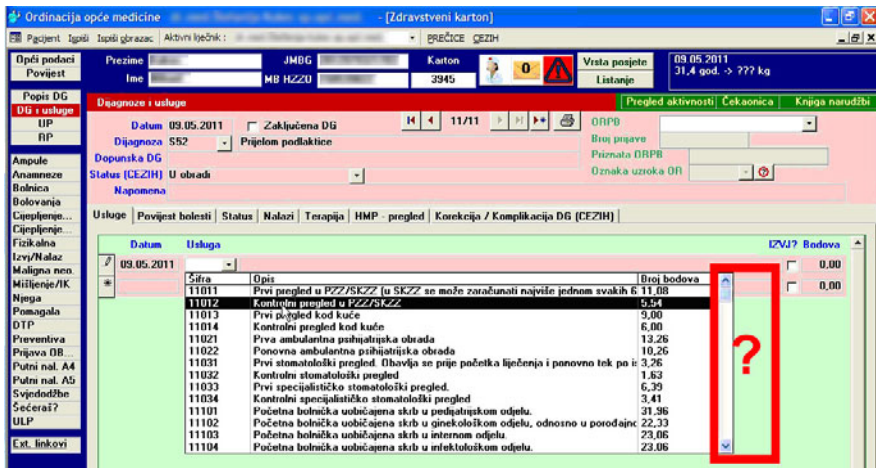 Ordinacija opće medicine - [Zdravstveni karton]
Pacijent Ispiši Ispiši obrazac Aktivni liječnik : PREČICE CEZIH
Opći podaci
Povijest
Prezime JMBG Karton Vrsta posjete 09.05.2011
Ime MB HZZO 3945 0 Listanje 31,4 god. -> ??? kg
Popis DG
DG i usluge
UP
RP
Dijagnoze i usluge Pregled aktivnosti Čekaonica Knjiga narudžbi
Datum 09.05.2011 Zaključena DG 11/11 ORPB
Dijagnoza S52 Prijelom podlaktice Broj prijave
Dopunska DG Priznata ORPB
Status (CEZIH) U obradi Oznaka uzroka OR
Napomena
Ampule
Anamneze
Bolnica
Bolovanja
Cijepljenje...
Cijepljenje...
Fizikalna
Izvj/Nalaz
Maligna neo.
Mišljenje/IK
Njega
Pomagala
DTP
Preventiva
Prijava OB...
Putni nal. A4
Putni nal. A5
Svjedodžbe
Šećeraš?
ULP
Ext. linkovi
Usluge Povijest bolesti Status Nalazi Terapija HMP - pregled Korekcija / Komplikacija DG (CEZIH)
Datum Usluga IZVJ? Bodova
09.05.2011 0,00
0,00
Šifra Opis Broj bodova
11011 Prvi pregled u PZZ/SKZZ (u SKZZ se može zaračunati najviše jednom svakih 6 11,08
11012 Kontrolni pregled u PZZ/SKZZ 5,54
11013 Prvi pregled kod kuće 9,00
11014 Kontrolni pregled kod kuće 6,00
11021 Prva ambulantna psihijatrijska obrada 13,26
11022 Ponovna ambulantna psihijatrijska obrada 10,26
11031 Prvi stomatološki pregled. Obavlja se prije početka liječenja i ponovno tek po is 3,26
11032 Kontrolni stomatološki pregled 1,63
11033 Prvi specijalističko stomatološki pregled. 6,39
11034 Kontrolni specijalističko stomatološki pregled 3,41
11101 Početna bolnička uobičajena skrb u pedijatrijskom odjelu. 31,96
11102 Početna bolnička uobičajena skrb u ginekološkom odjelu, odnosno u porođajno 22,33
11103 Početna bolnička uobičajena skrb u internom odjelu. 23,06
11104 Početna bolnička uobičajena skrb u infektološkom odjelu. 23,06
?